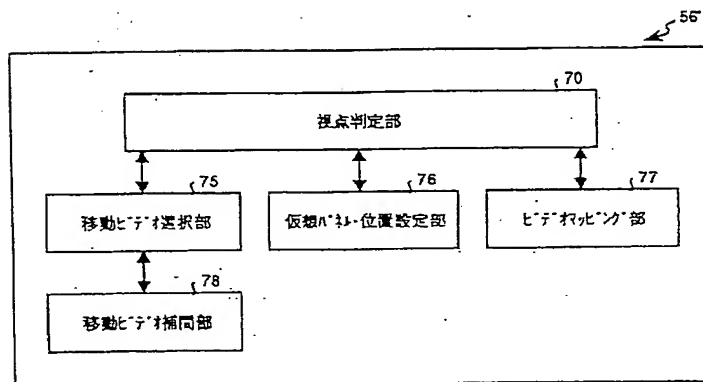 56
70
視点判定部
75
移動ビデオ選択部
76
仮想パネル・位置設定部
77
ビデオマッピング部
78
移動ビデオ補間部